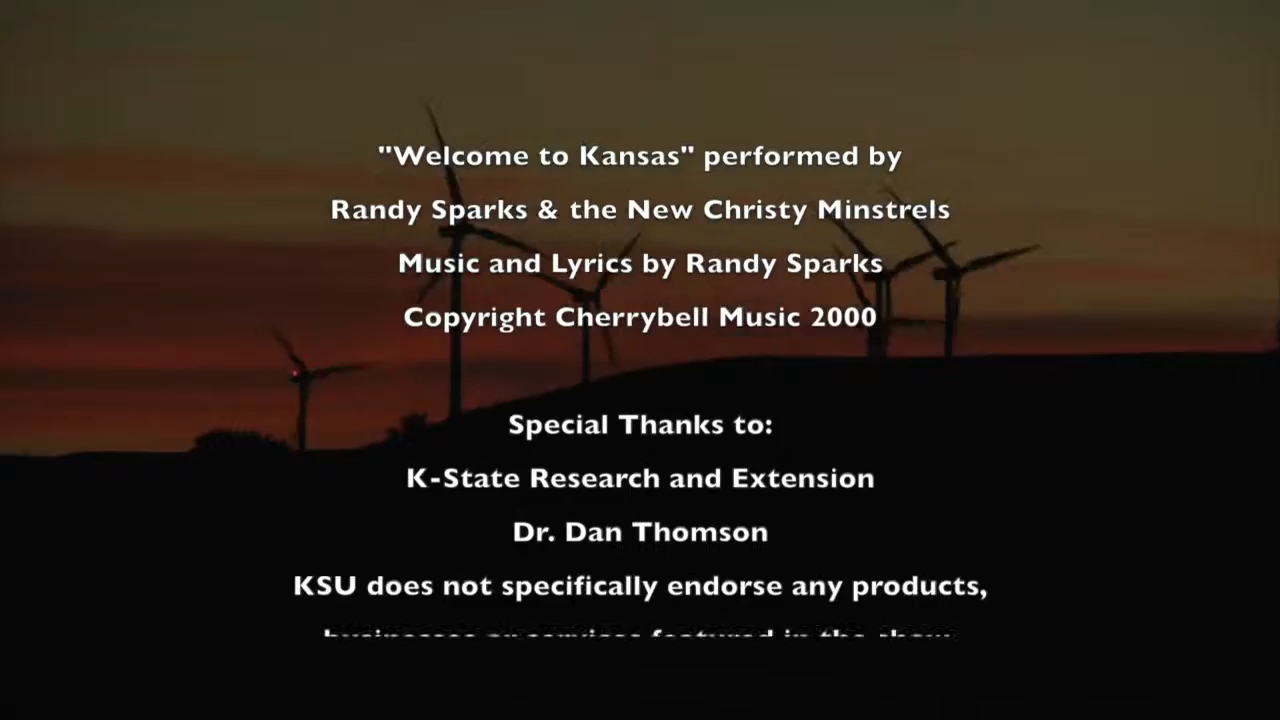 "Welcome to Kansas" performed by
Randy Sparks & the New Christy Minstrels
Music and Lyrics by Randy Sparks
Copyright Cherrybell Music 2000
Special Thanks to:
K-State Research and Extension
Dr. Dan Thomson
KSU does not specifically endorse any products,